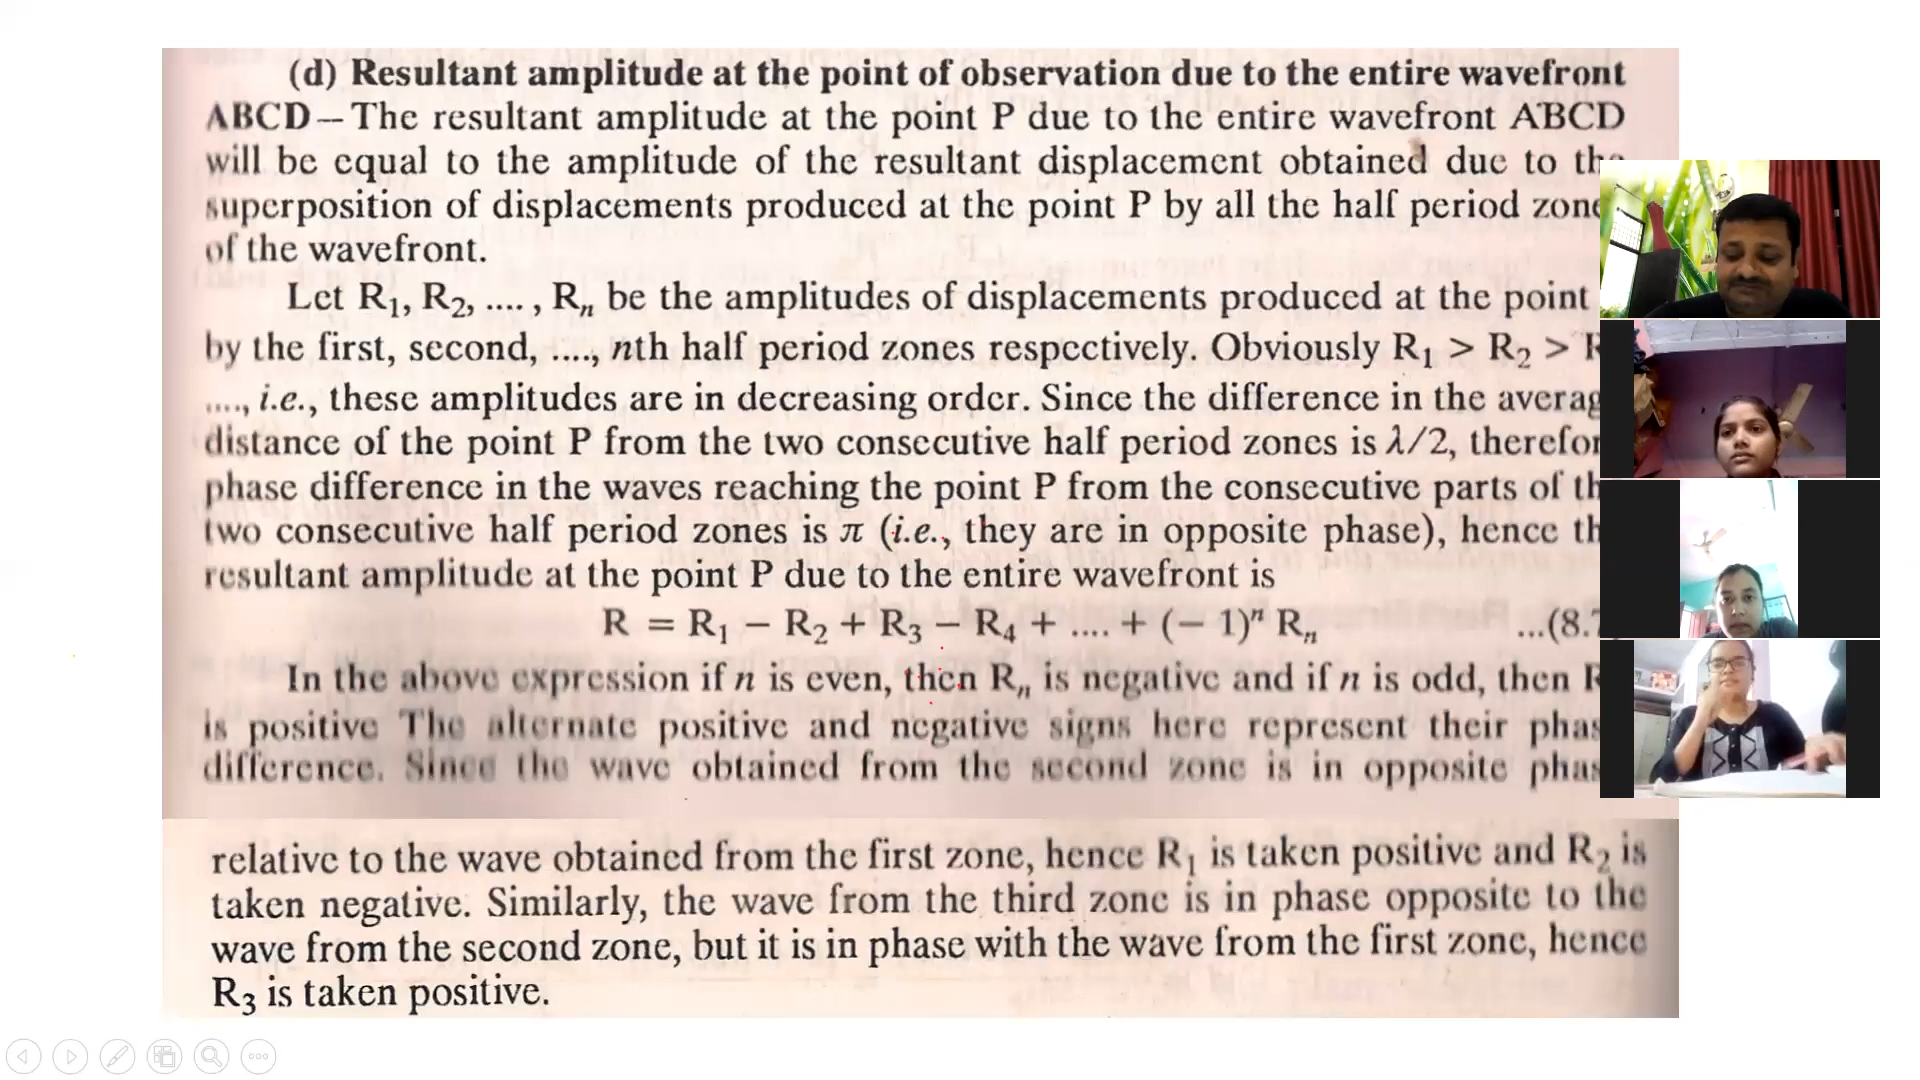 (d) Resultant amplitude at the point of observation due to the entire wavefront
ABCD—The resultant amplitude at the point P due to the entire wavefront ABCD
will be equal to the amplitude of the resultant displacement obtained due to
superposition of displacements produced at the point P by all the half period
of the wavefront.
Let R₁, R₂, .... , Rₙ be the amplitudes of displacements produced at the point
by the first, second, ...., nth half period zones respectively. Obviously R₁ > R₂ >
...., i.e., these amplitudes are in decreasing order. Since the difference in the
distance of the point P from the two consecutive half period zones is λ/2,
phase difference in the waves reaching the point P from the consecutive parts of
two consecutive half period zones is π (i.e., they are in opposite phase), hence
resultant amplitude at the point P due to the entire wavefront is
R = R₁ − R₂ + R₃ − R₄ + .... + (− 1)ⁿ Rₙ ...(8.
In the above expression if n is even, then Rₙ is negative and if n is odd, then
is positive The alternate positive and negative signs here represent their
difference. Since the wave obtained from the second zone is in opposite
relative to the wave obtained from the first zone, hence R₁ is taken positive and R₂ is
taken negative. Similarly, the wave from the third zone is in phase opposite to the
wave from the second zone, but it is in phase with the wave from the first zone, hence
R₃ is taken positive.